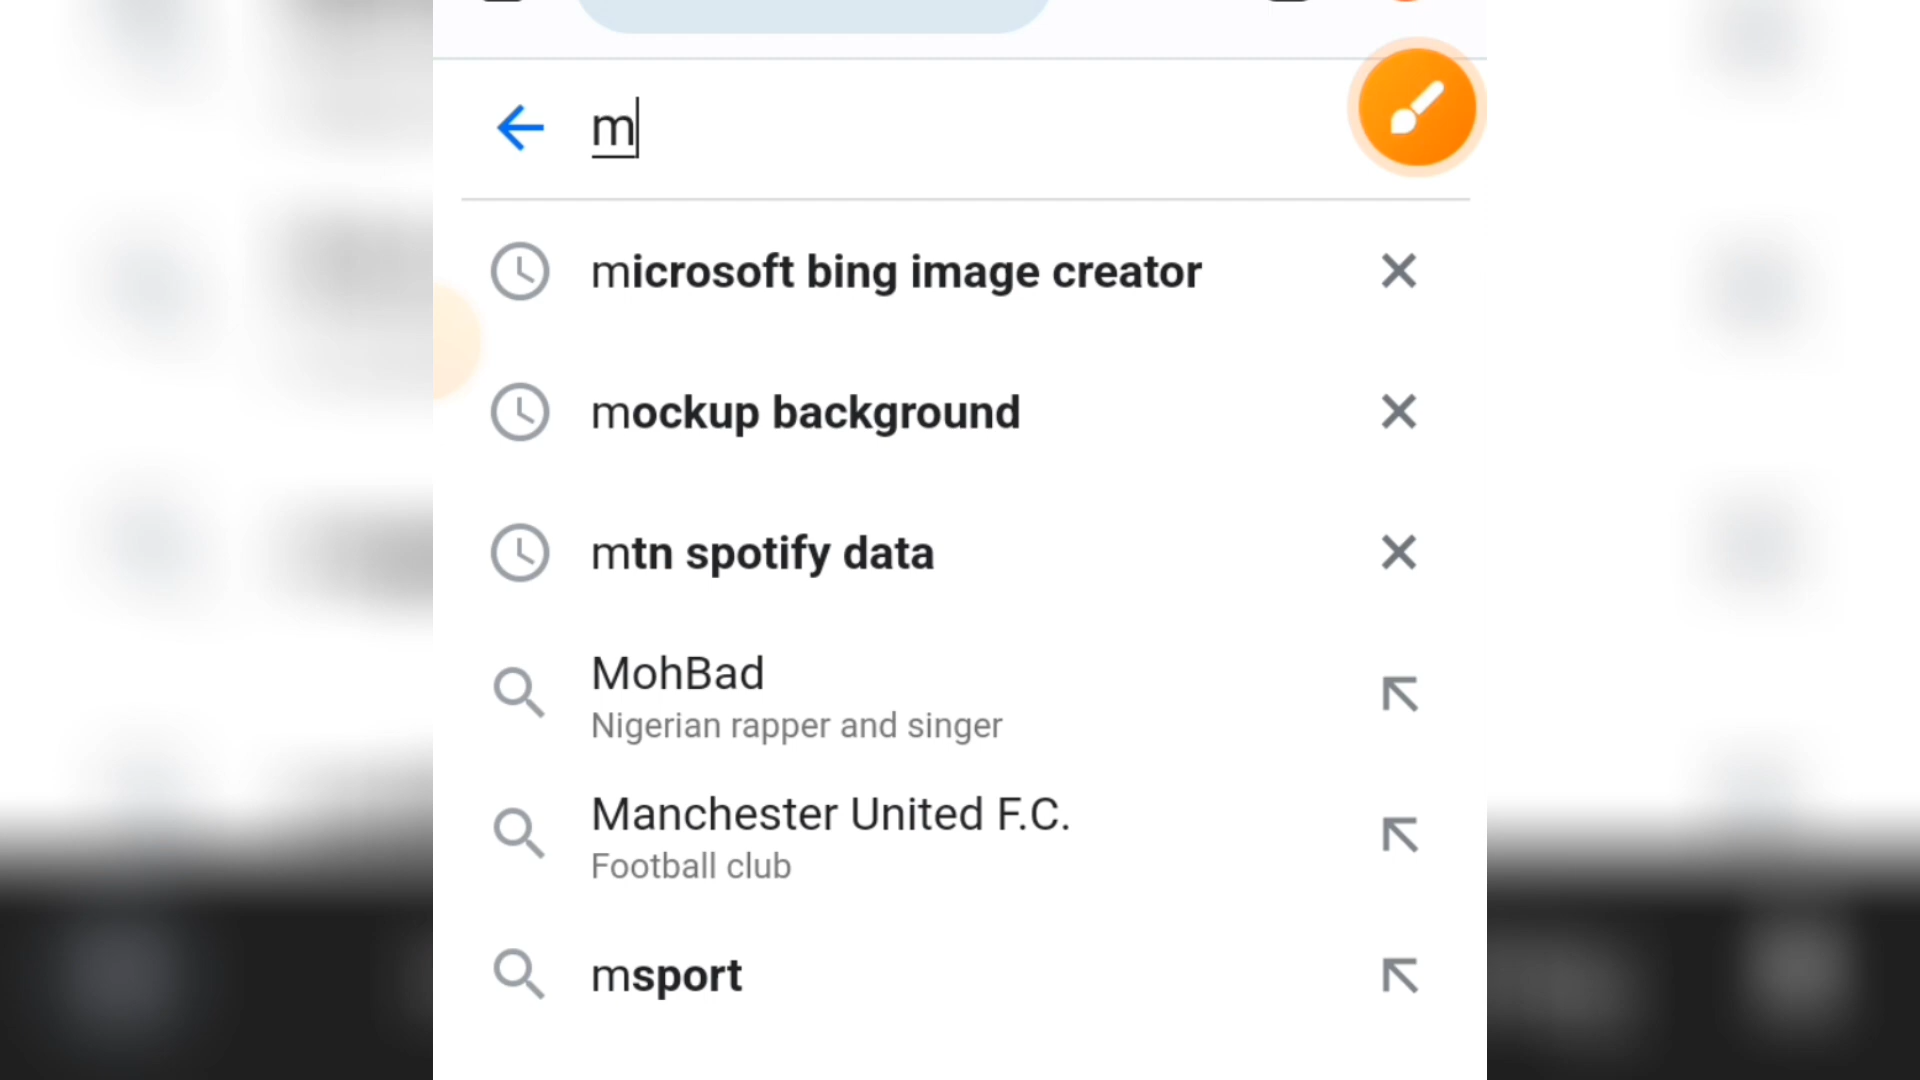 m
microsoft bing image creator
mockup background
mtn spotify data
MohBad
Nigerian rapper and singer
Manchester United F.C.
Football club
msport